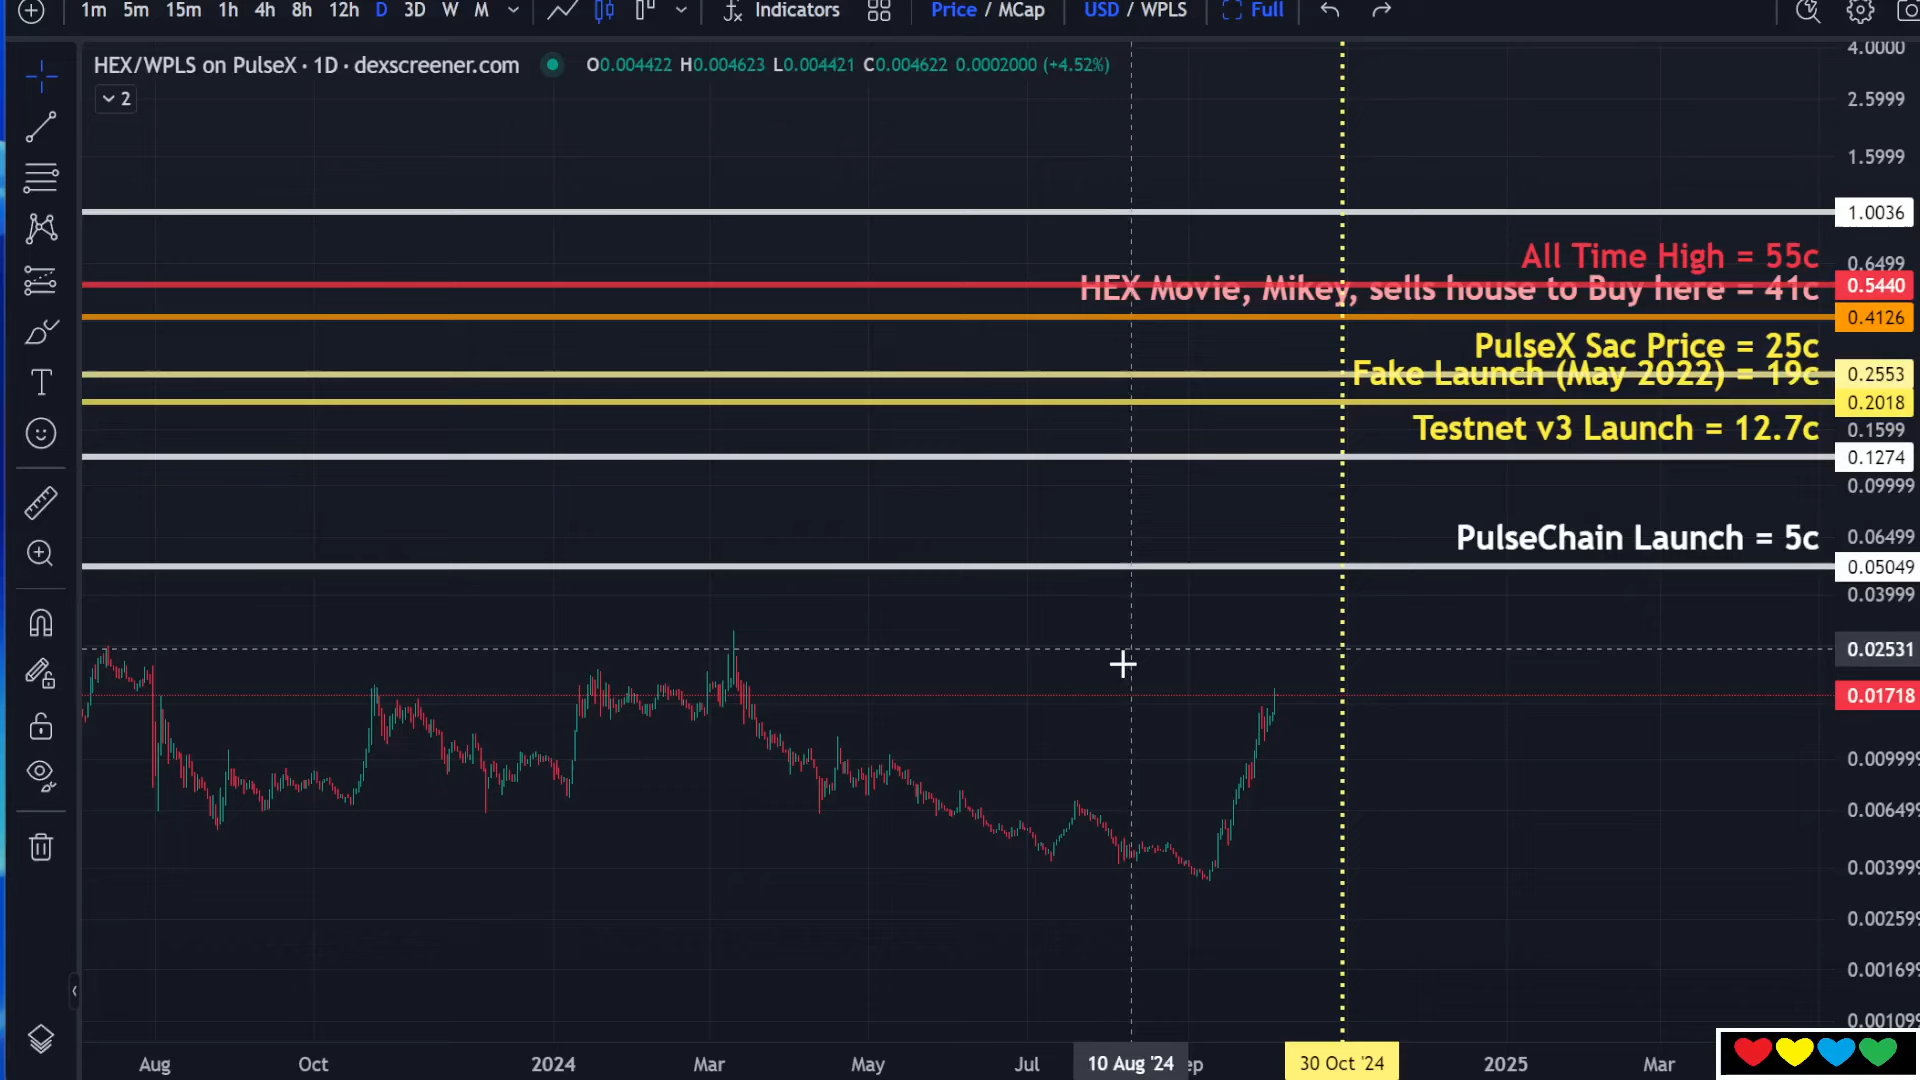 1m 5m 15m 1h 4h 8h 12h D 3D W M Indicators Price / MCap USD / WPLS Full
HEX/WPLS on PulseX · 1D · dexscreener.com O0.004422 H0.004623 L0.004421 C0.004622 0.0002000 (+4.52%)
2
4.0000
2.5999
1.5999
1.0036
All Time High = 55c
0.6499
HEX Movie, Mikey, sells house to Buy here = 41c
0.5440
0.4126
PulseX Sac Price = 25c
Fake Launch (May 2022) = 19c
0.2553
0.2018
Testnet v3 Launch = 12.7c
0.1599
0.1274
0.09999
PulseChain Launch = 5c
0.06499
0.05049
0.03999
0.02531
0.01718
0.009999
0.006499
0.003999
0.002599
0.001699
0.001099
Aug Oct 2024 Mar May Jul 10 Aug '24 ep 30 Oct '24 2025 Mar